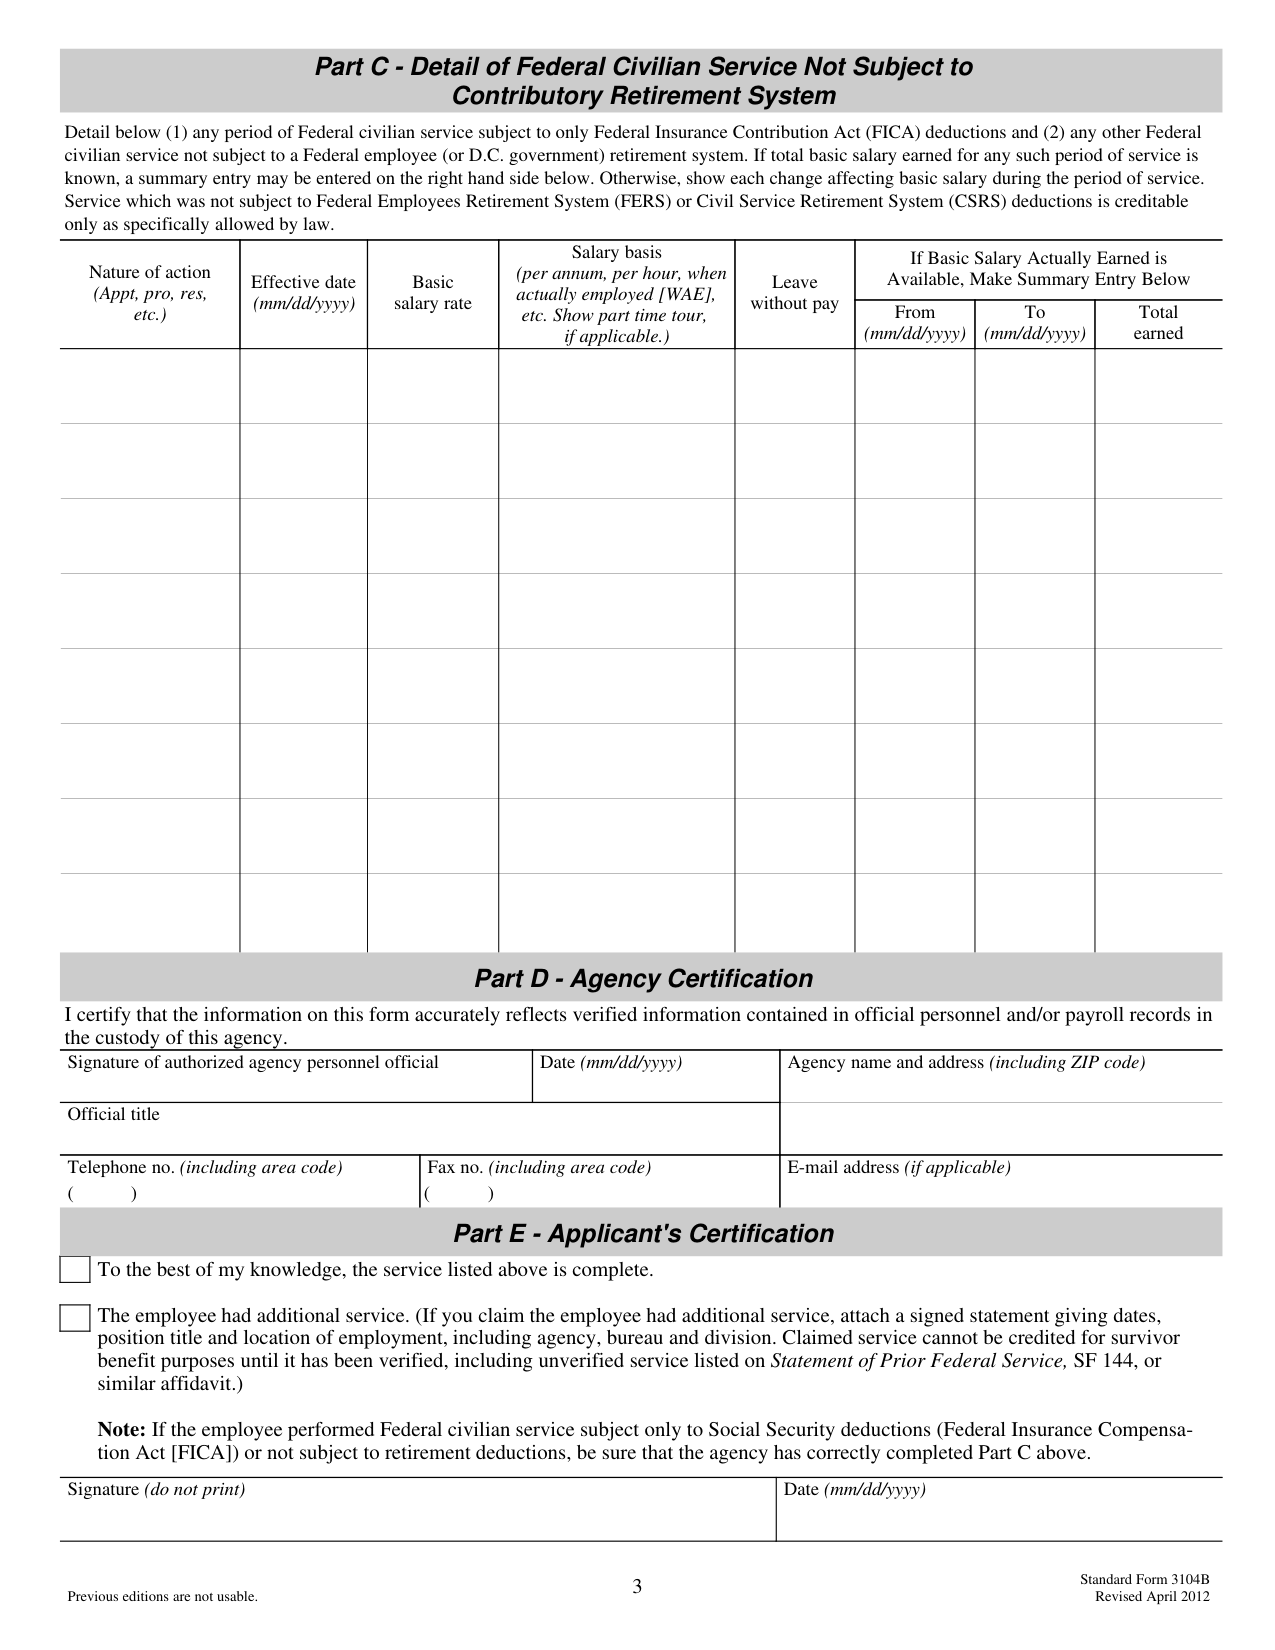 Part C - Detail of Federal Civilian Service Not Subject to
Contributory Retirement System
Detail below (1) any period of Federal civilian service subject to only Federal Insurance Contribution Act (FICA) deductions and (2) any other Federal
civilian service not subject to a Federal employee (or D.C. government) retirement system. If total basic salary earned for any such period of service is
known, a summary entry may be entered on the right hand side below. Otherwise, show each change affecting basic salary during the period of service.
Service which was not subject to Federal Employees Retirement System (FERS) or Civil Service Retirement System (CSRS) deductions is creditable
only as specifically allowed by law.
Nature of action
(Appt, pro, res,
etc.)
Effective date
(mm/dd/yyyy)
Basic
salary rate
Salary basis
(per annum, per hour, when
actually employed [WAE],
etc. Show part time tour,
if applicable.)
Leave
without pay
If Basic Salary Actually Earned is
Available, Make Summary Entry Below
From
(mm/dd/yyyy)
To
(mm/dd/yyyy)
Total
earned
Part D - Agency Certification
I certify that the information on this form accurately reflects verified information contained in official personnel and/or payroll records in
the custody of this agency.
Signature of authorized agency personnel official
Date (mm/dd/yyyy)
Agency name and address (including ZIP code)
Official title
Telephone no. (including area code)
( )
Fax no. (including area code)
( )
E-mail address (if applicable)
Part E - Applicant's Certification
To the best of my knowledge, the service listed above is complete.
The employee had additional service. (If you claim the employee had additional service, attach a signed statement giving dates,
position title and location of employment, including agency, bureau and division. Claimed service cannot be credited for survivor
benefit purposes until it has been verified, including unverified service listed on Statement of Prior Federal Service, SF 144, or
similar affidavit.)
Note: If the employee performed Federal civilian service subject only to Social Security deductions (Federal Insurance Compensa-
tion Act [FICA]) or not subject to retirement deductions, be sure that the agency has correctly completed Part C above.
Signature (do not print)
Date (mm/dd/yyyy)
Previous editions are not usable.
3
Standard Form 3104B
Revised April 2012